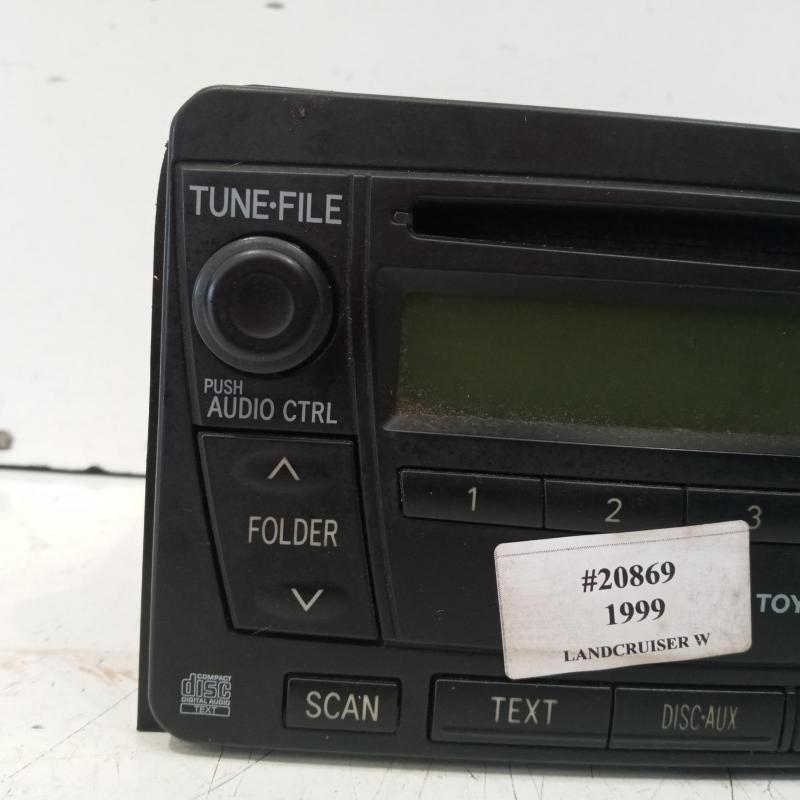 TUNE•FILE
PUSH
AUDIO CTRL
FOLDER
1 2 3
#20869
1999
LANDCRUISER W
TOY
COMPACT
disc
DIGITAL AUDIO
TEXT
SCAN
TEXT
DISC•AUX